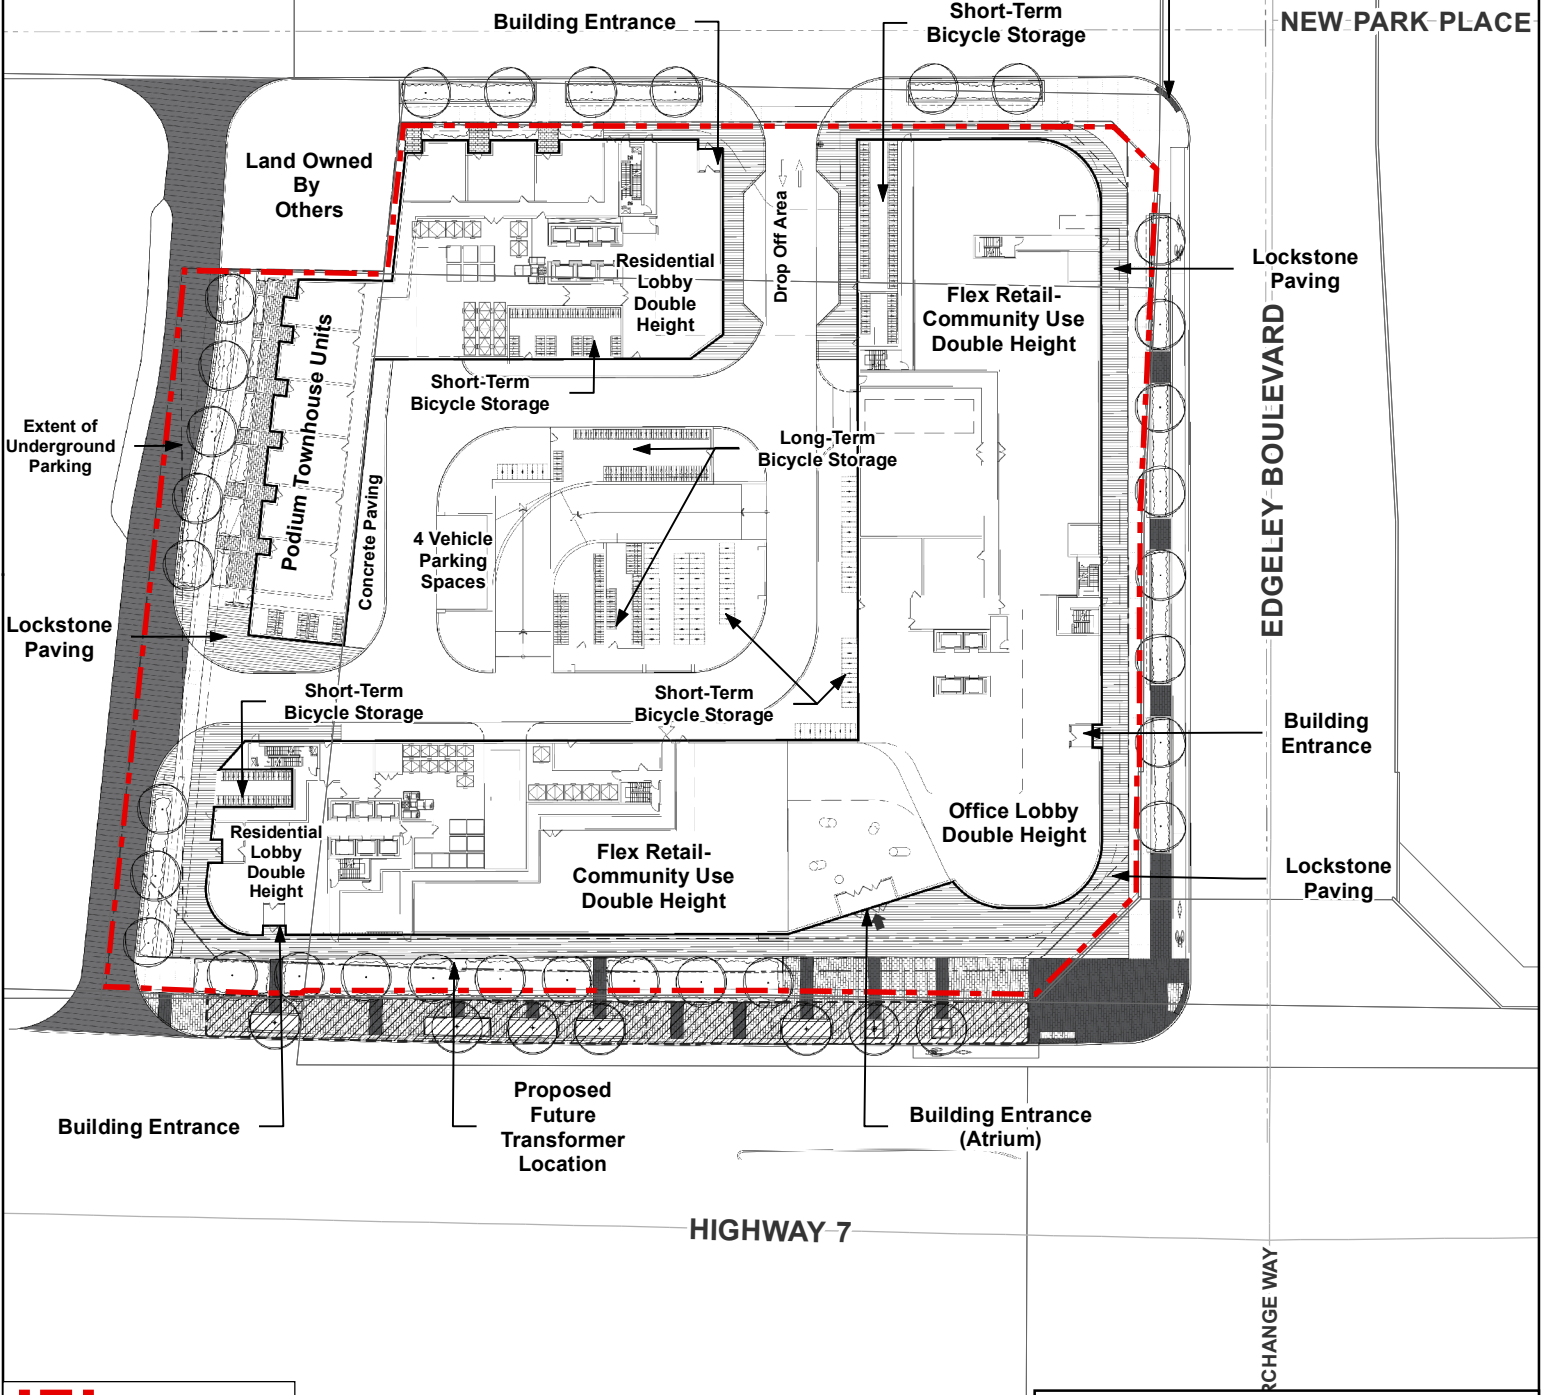 Building Entrance
Short-Term
Bicycle Storage
NEW PARK PLACE
Land Owned
By
Others
Drop Off Area
Residential
Lobby
Double
Height
Lockstone
Paving
Flex Retail-
Community Use
Double Height
EDGELEY BOULEVARD
Podium Townhouse Units
Short-Term
Bicycle Storage
Extent of
Underground
Parking
Long-Term
Bicycle Storage
Concrete Paving
4 Vehicle
Parking
Spaces
Lockstone
Paving
Short-Term
Bicycle Storage
Short-Term
Bicycle Storage
Building
Entrance
Residential
Lobby
Double
Height
Office Lobby
Double Height
Flex Retail-
Community Use
Double Height
Lockstone
Paving
Building Entrance
Proposed
Future
Transformer
Location
Building Entrance
(Atrium)
HIGHWAY 7
RCHANGE WAY